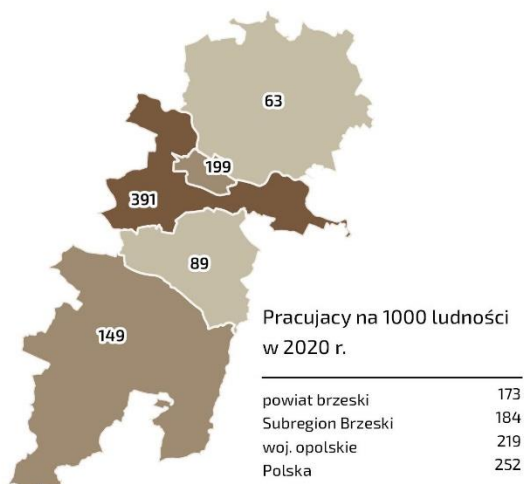 63
199
391
89
149
Pracujacy na 1000 ludności
w 2020 r.
powiat brzeski 173
Subregion Brzeski 184
woj. opolskie 219
Polska 252